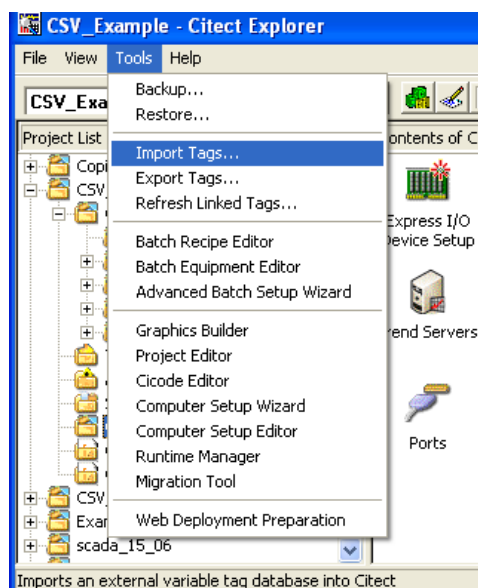 CSV_Example - Citect Explorer
File View Tools Help
CSV_Exa
Backup...
Restore...
Project List
ontents of C
Import Tags...
Export Tags...
Refresh Linked Tags...
Copi
CSV
Express I/O
Device Setup
Batch Recipe Editor
Batch Equipment Editor
Advanced Batch Setup Wizard
Graphics Builder
rend Servers
Project Editor
Cicode Editor
Computer Setup Wizard
Computer Setup Editor
Ports
Runtime Manager
Migration Tool
CSV
Exar
Web Deployment Preparation
scada_15_06
Imports an external variable tag database into Citect